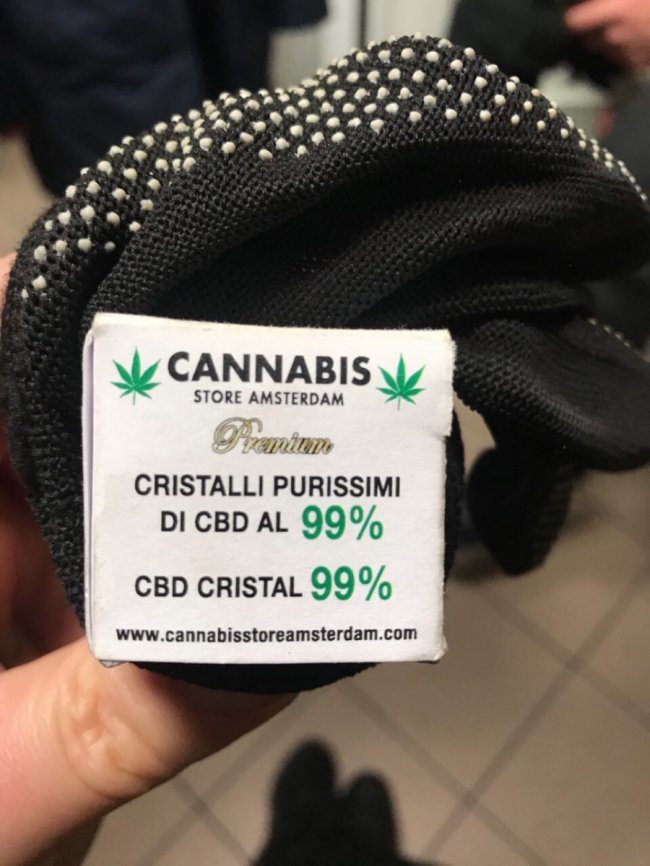 CANNABIS
STORE AMSTERDAM
Premium
CRISTALLI PURISSIMI
DI CBD AL 99%
CBD CRISTAL 99%
www.cannabisstoreamsterdam.com